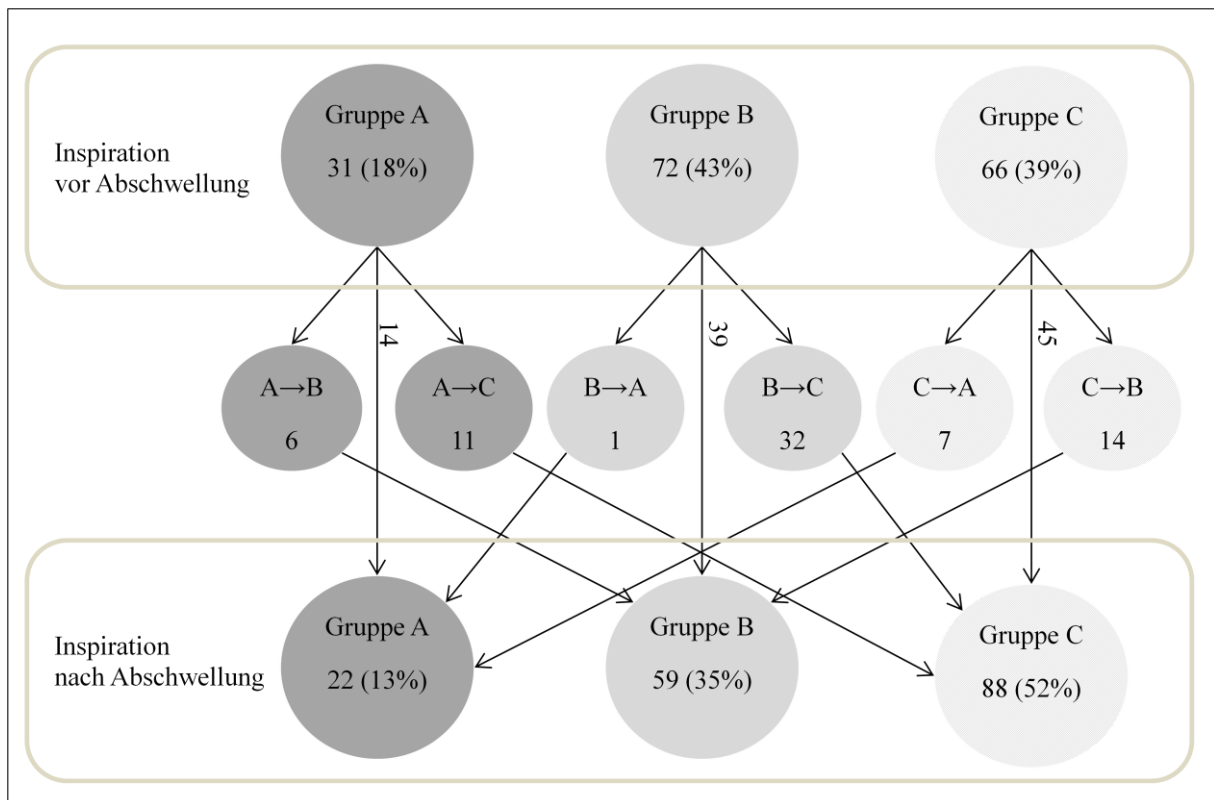 Gruppe A
31 (18%)
Gruppe B
72 (43%)
Gruppe C
66 (39%)
Inspiration
vor Abschwellung
14
39
45
A→B
6
A→C
11
B→A
1
B→C
32
C→A
7
C→B
14
Inspiration
nach Abschwellung
Gruppe A
22 (13%)
Gruppe B
59 (35%)
Gruppe C
88 (52%)